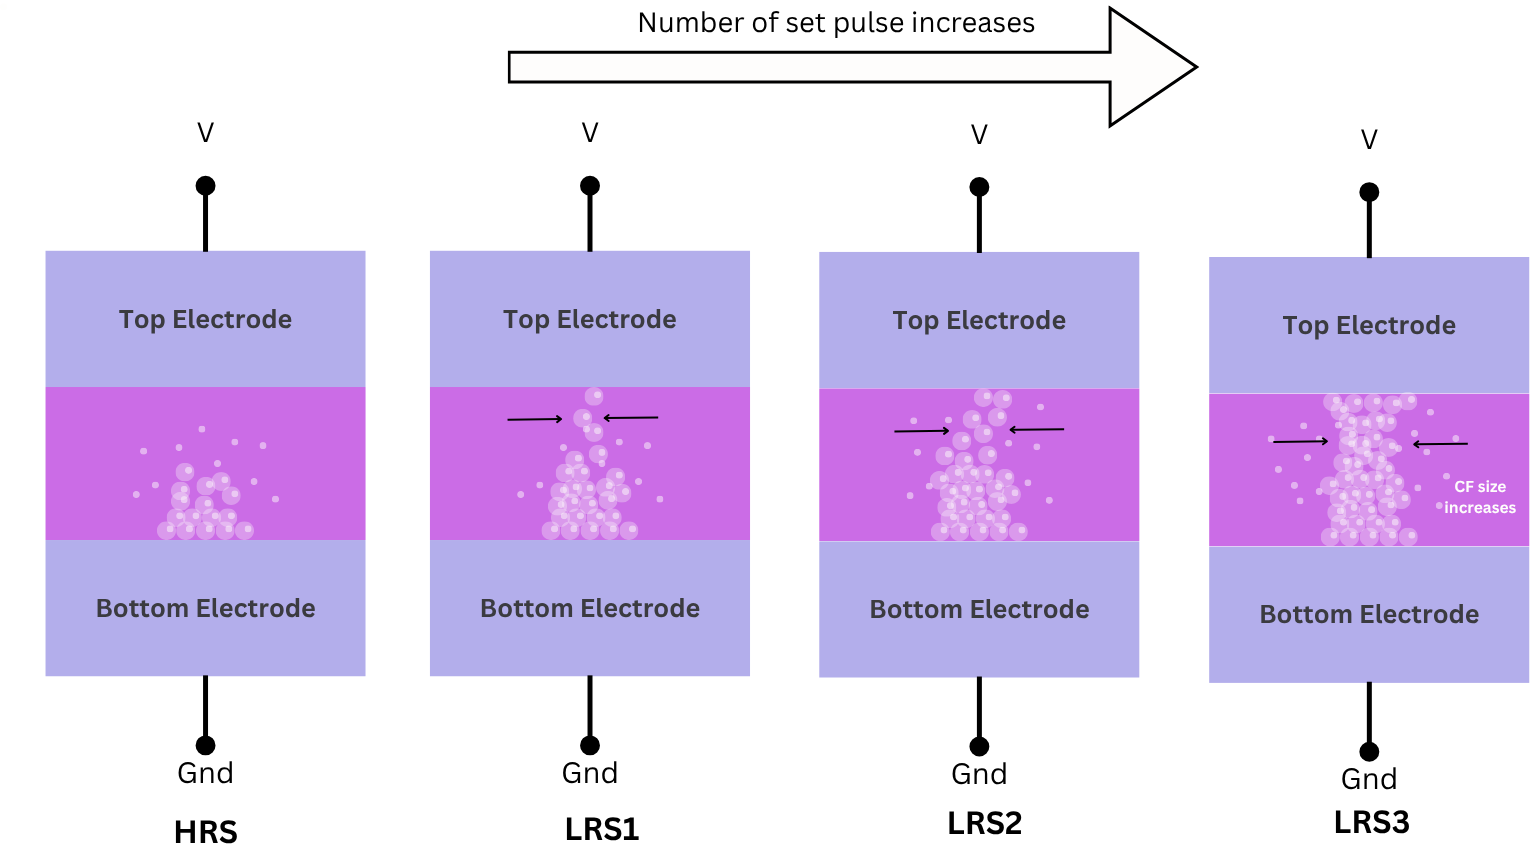 Number of set pulse increases
V
V
V
V
Top Electrode
Top Electrode
Top Electrode
Top Electrode
CF size
increases
Bottom Electrode
Bottom Electrode
Bottom Electrode
Bottom Electrode
Gnd
Gnd
Gnd
Gnd
HRS
LRS1
LRS2
LRS3